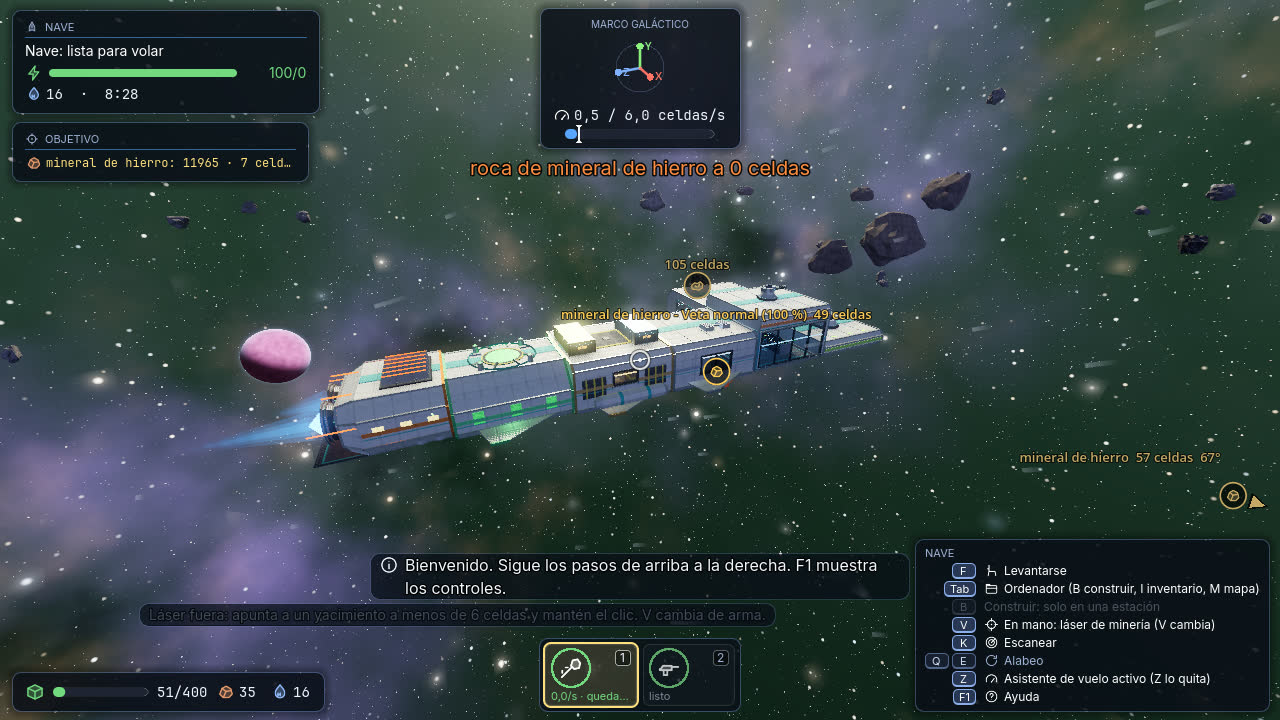 NAVE
Nave: lista para volar
100/0
16 · 8:28
OBJETIVO
mineral de hierro: 11965 · 7 celd…
MARCO GALÁCTICO
Y
Z
X
0,5 / 6,0 celdas/s
roca de mineral de hierro a 0 celdas
105 celdas
mineral de hierro - Veta normal (100 %) 49 celdas
mineral de hierro 57 celdas 67°
Bienvenido. Sigue los pasos de arriba a la derecha. F1 muestra
los controles.
Láser fuera: apunta a un yacimiento a menos de 6 celdas y mantén el clic. V cambia de arma.
1
0,0/s · queda…
2
listo
51/400 35 16
NAVE
F Levantarse
Tab Ordenador (B construir, I inventario, M mapa)
B Construir: solo en una estación
V En mano: láser de minería (V cambia)
K Escanear
Q E Alabeo
Z Asistente de vuelo activo (Z lo quita)
F1 Ayuda